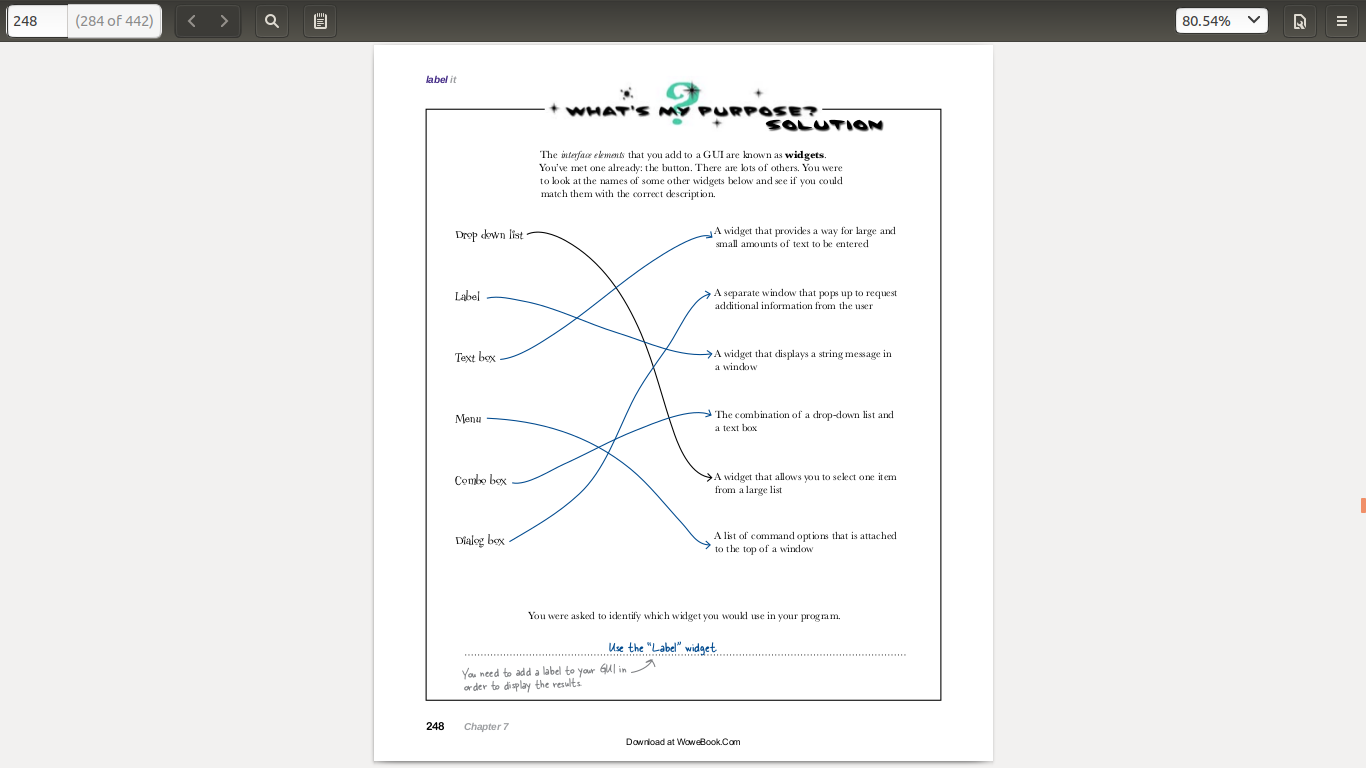 248 (284 of 442)
80.54%
label it
WHAT'S MY PURPOSE?
SOLUTION
The interface elements that you add to a GUI are known as widgets.
You've met one already: the button. There are lots of others. You were
to look at the names of some other widgets below and see if you could
match them with the correct description.
Drop down list
Label
Text box
Menu
Combo box
Dialog box
A widget that provides a way for large and
small amounts of text to be entered
A separate window that pops up to request
additional information from the user
A widget that displays a string message in
a window
The combination of a drop-down list and
a text box
A widget that allows you to select one item
from a large list
A list of command options that is attached
to the top of a window
You were asked to identify which widget you would use in your program.
Use the "Label" widget
You need to add a label to your GUI in
order to display the results.
248 Chapter 7
Download at WoweBook.Com